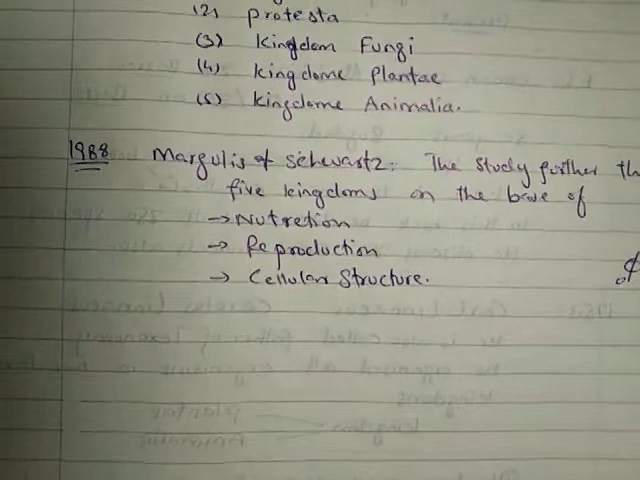 (2) Protesta
(3) Kingdom Fungi
(4) Kingdome Plantae
(5) Kingdome Animalia.
1988 Margulis & Schwartz: The Study further th
five kingdoms on the base of
→ Nutretion
→ Reproduction
→ Cellular Structure.